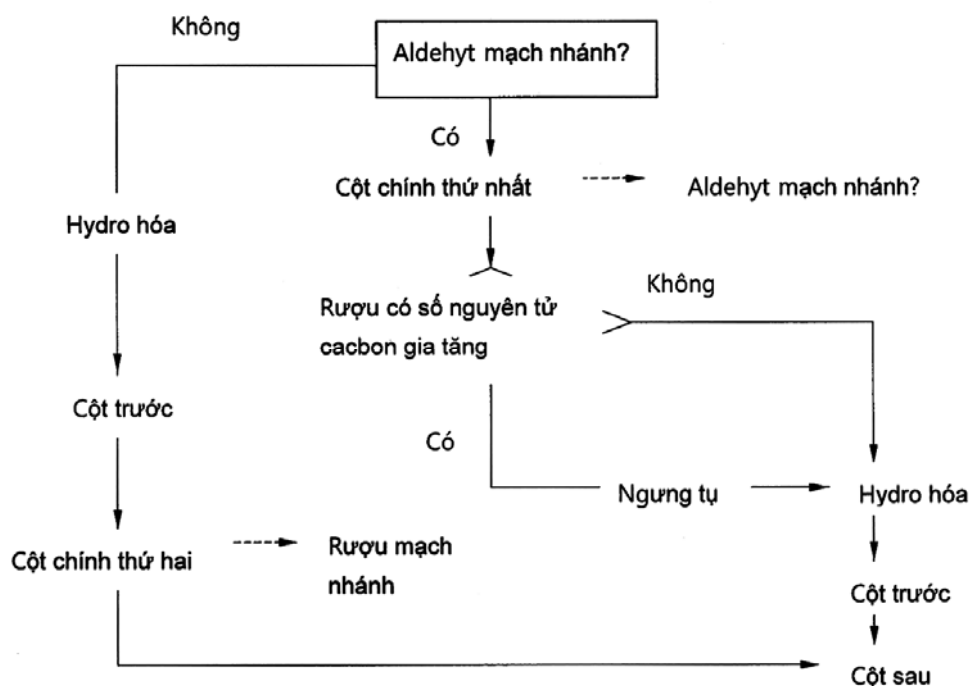 Không
Aldehyt mạch nhánh?
Có
Cột chính thứ nhất
Aldehyt mạch nhánh?
Hydro hóa
Không
Rượu có số nguyên tử
cacbon gia tăng
Cột trước
Có
Ngưng tụ
Hydro hóa
Cột chính thứ hai
Rượu mạch
nhánh
Cột trước
Cột sau